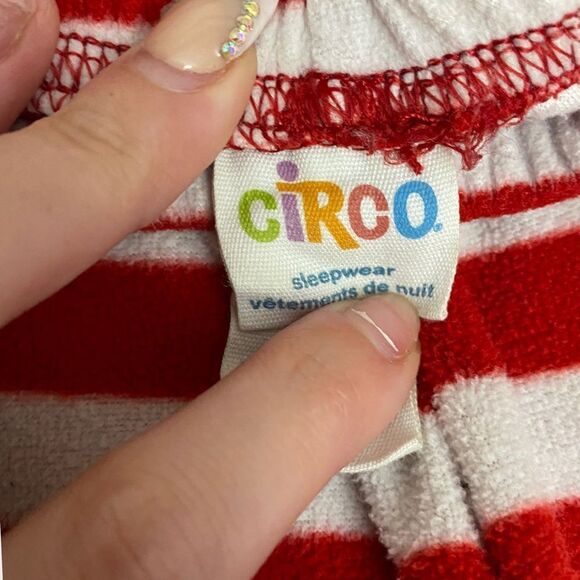 CiRCO
sleepwear
vêtements de nuit